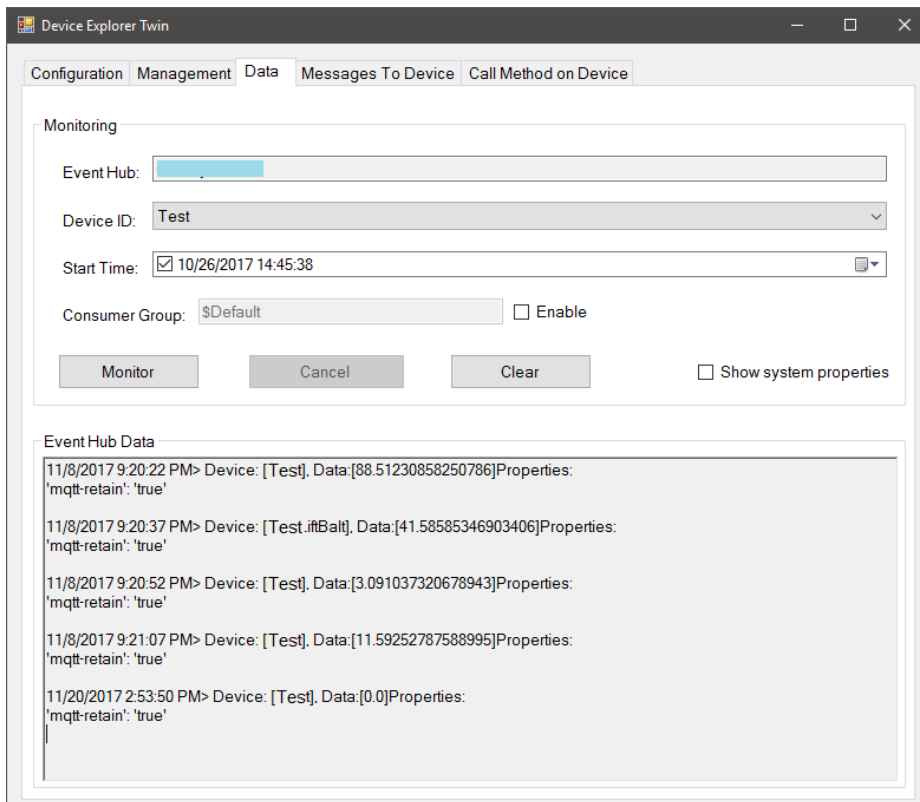 Device Explorer Twin
Configuration Management Data Messages To Device Call Method on Device
Monitoring
Event Hub:
Device ID: Test
Start Time: 10/26/2017 14:45:38
Consumer Group: $Default Enable
Monitor Cancel Clear Show system properties
Event Hub Data
11/8/2017 9:20:22 PM> Device: [Test], Data:[88.51230858250786]Properties:
'mqtt-retain': 'true'
11/8/2017 9:20:37 PM> Device: [Test.iftBalt], Data:[41.58585346903406]Properties:
'mqtt-retain': 'true'
11/8/2017 9:20:52 PM> Device: [Test], Data:[3.091037320678943]Properties:
'mqtt-retain': 'true'
11/8/2017 9:21:07 PM> Device: [Test], Data:[11.59252787588995]Properties:
'mqtt-retain': 'true'
11/20/2017 2:53:50 PM> Device: [Test], Data:[0.0]Properties:
'mqtt-retain': 'true'